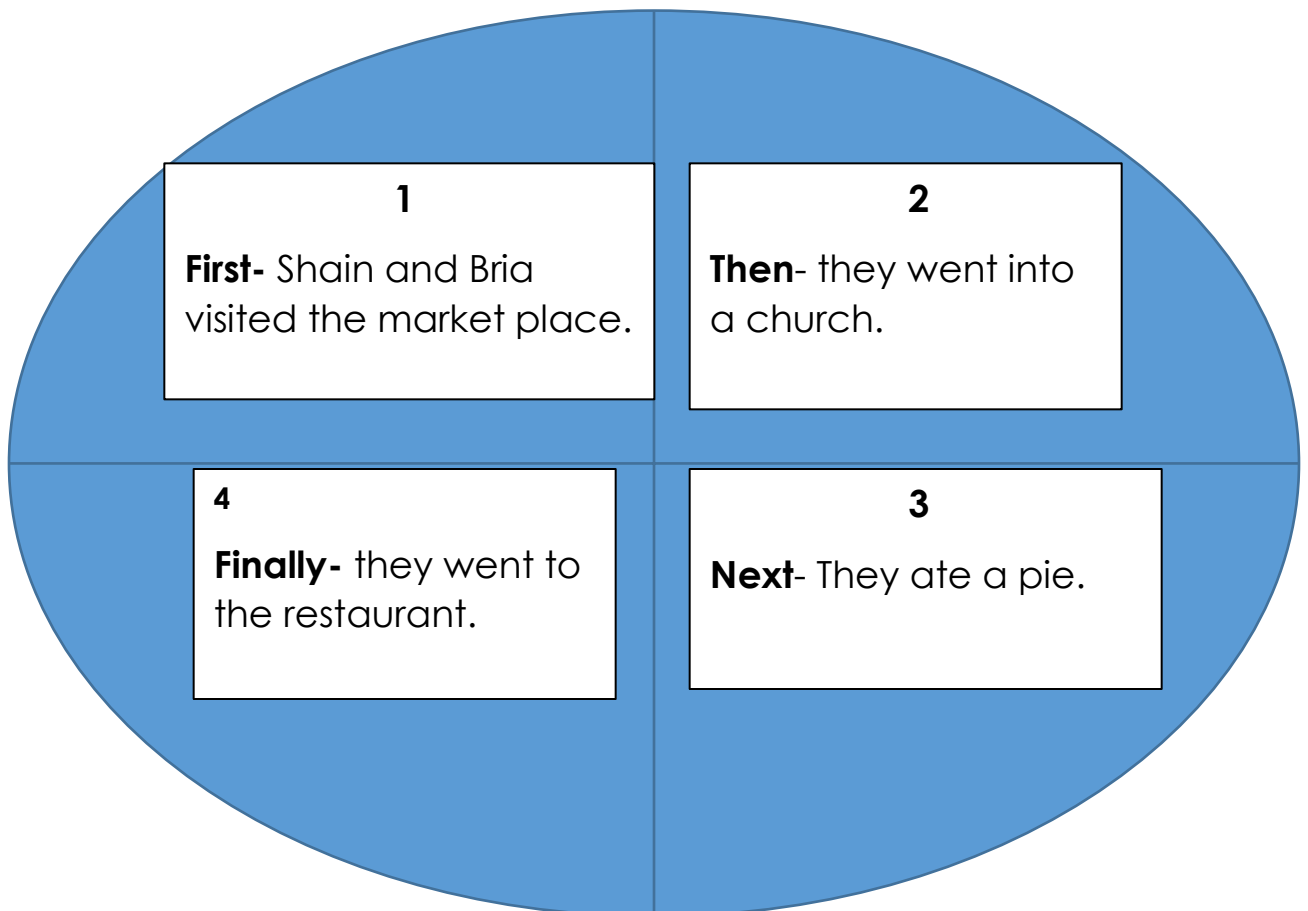 1
First- Shain and Bria
visited the market place.
2
Then- they went into
a church.
3
Next- They ate a pie.
4
Finally- they went to
the restaurant.